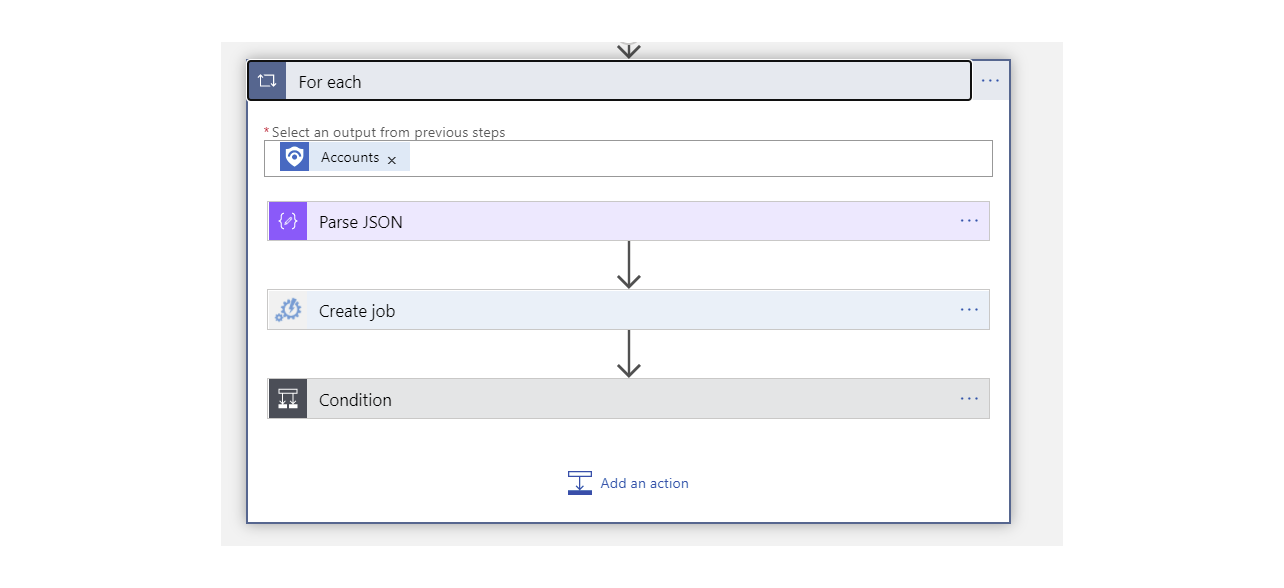 For each
* Select an output from previous steps
Accounts ×
Parse JSON
Create job
Condition
Add an action